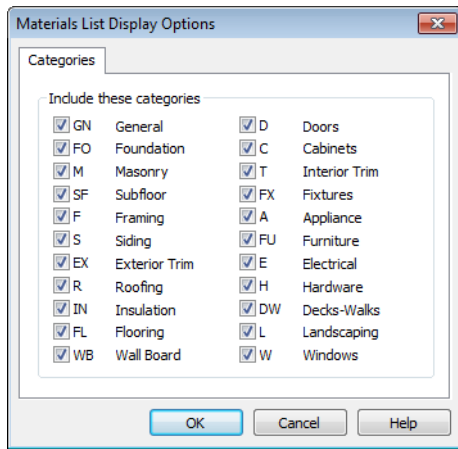 Materials List Display Options
Categories
Include these categories
GN General D Doors
FO Foundation C Cabinets
M Masonry T Interior Trim
SF Subfloor FX Fixtures
F Framing A Appliance
S Siding FU Furniture
EX Exterior Trim E Electrical
R Roofing H Hardware
IN Insulation DW Decks-Walks
FL Flooring L Landscaping
WB Wall Board W Windows
OK Cancel Help